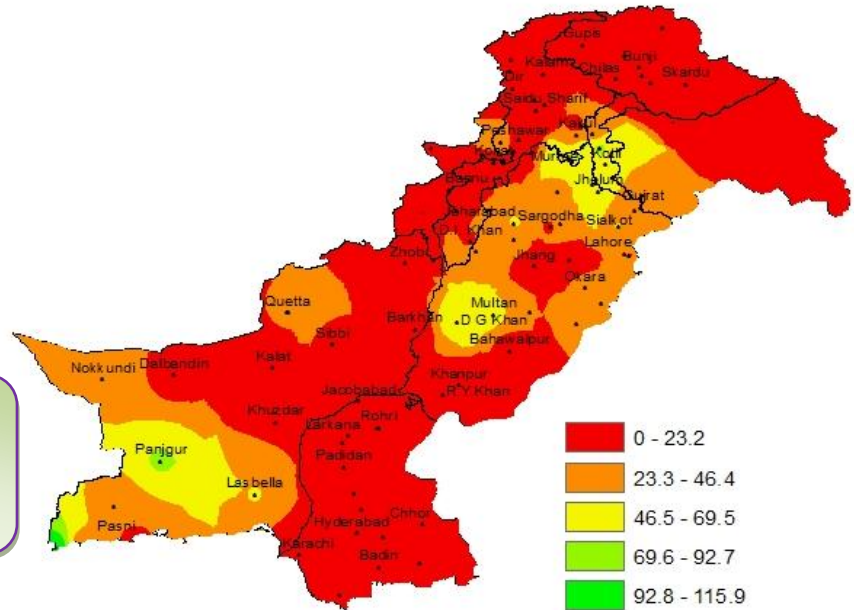 Gupis
Kalam
Bunji
Chilas
Skardu
Dir
Saidu Sharif
Peshawar
Kakul
Murree
Kotli
Bannu
Jhelum
Gujrat
Sargodha
Sialkot
D.I. Khan
Lahore
Zhob
Jhang
Okara
Quetta
Multan
Barkhan
D G Khan
Sibbi
Bahawalpur
Nokkundi
Dalbendin
Kalat
Khanpur
Jacobabad
R Y Khan
Khuzdar
Rohri
Larkana
Panjgur
Padidan
Lasbella
Pasni
Hyderabad
Chhor
Karachi
Badin
0 - 23.2
23.3 - 46.4
46.5 - 69.5
69.6 - 92.7
92.8 - 115.9